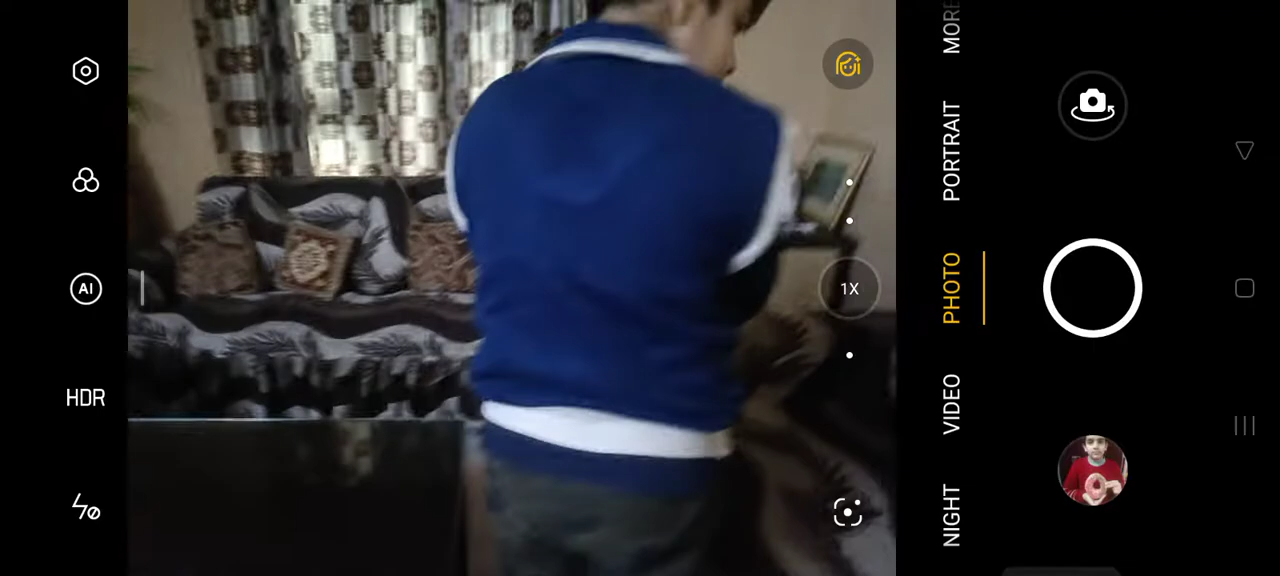 AI
HDR
1X
MORE
PORTRAIT
PHOTO
VIDEO
NIGHT